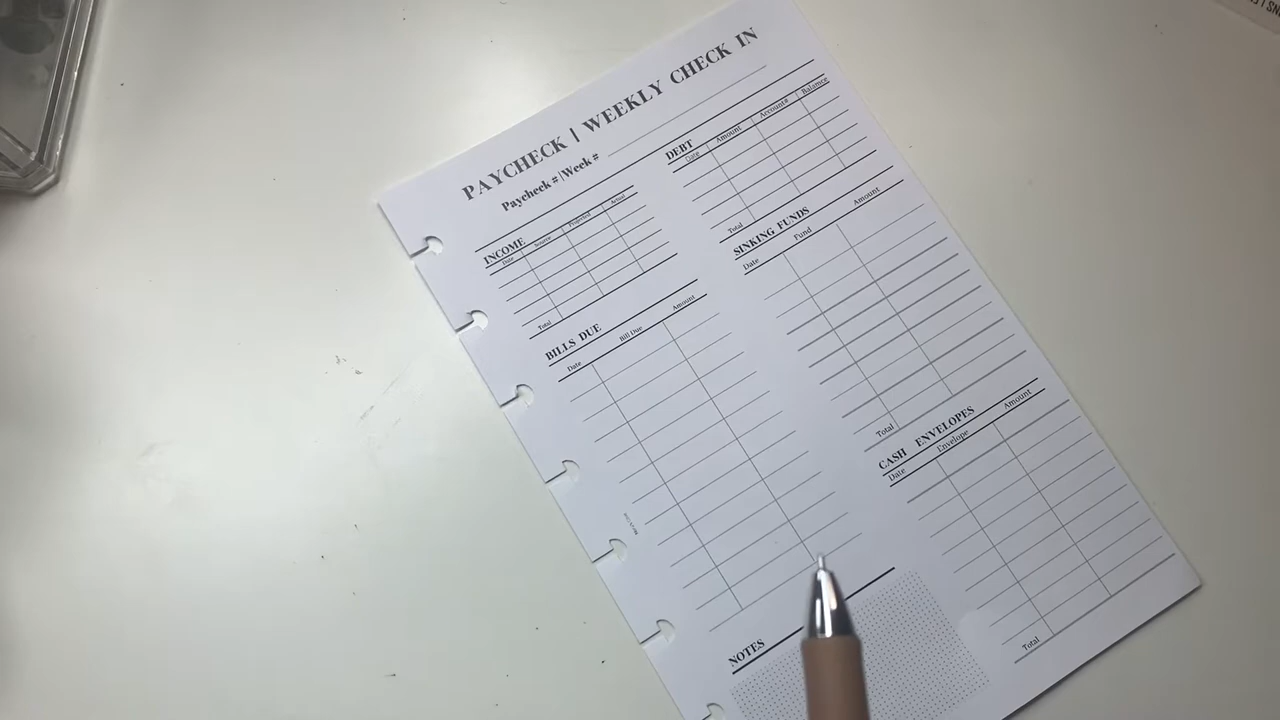 PAYCHECK | WEEKLY CHECK IN
Paycheck # |Week #
INCOME
Date Source Projected Actual
Total
BILLS DUE
Date Bill Due Amount
NOTES
DEBT
Date Amount Account# Balance
Total
SINKING FUNDS
Date Fund Amount
Total
CASH ENVELOPES
Date Envelope Amount
Total